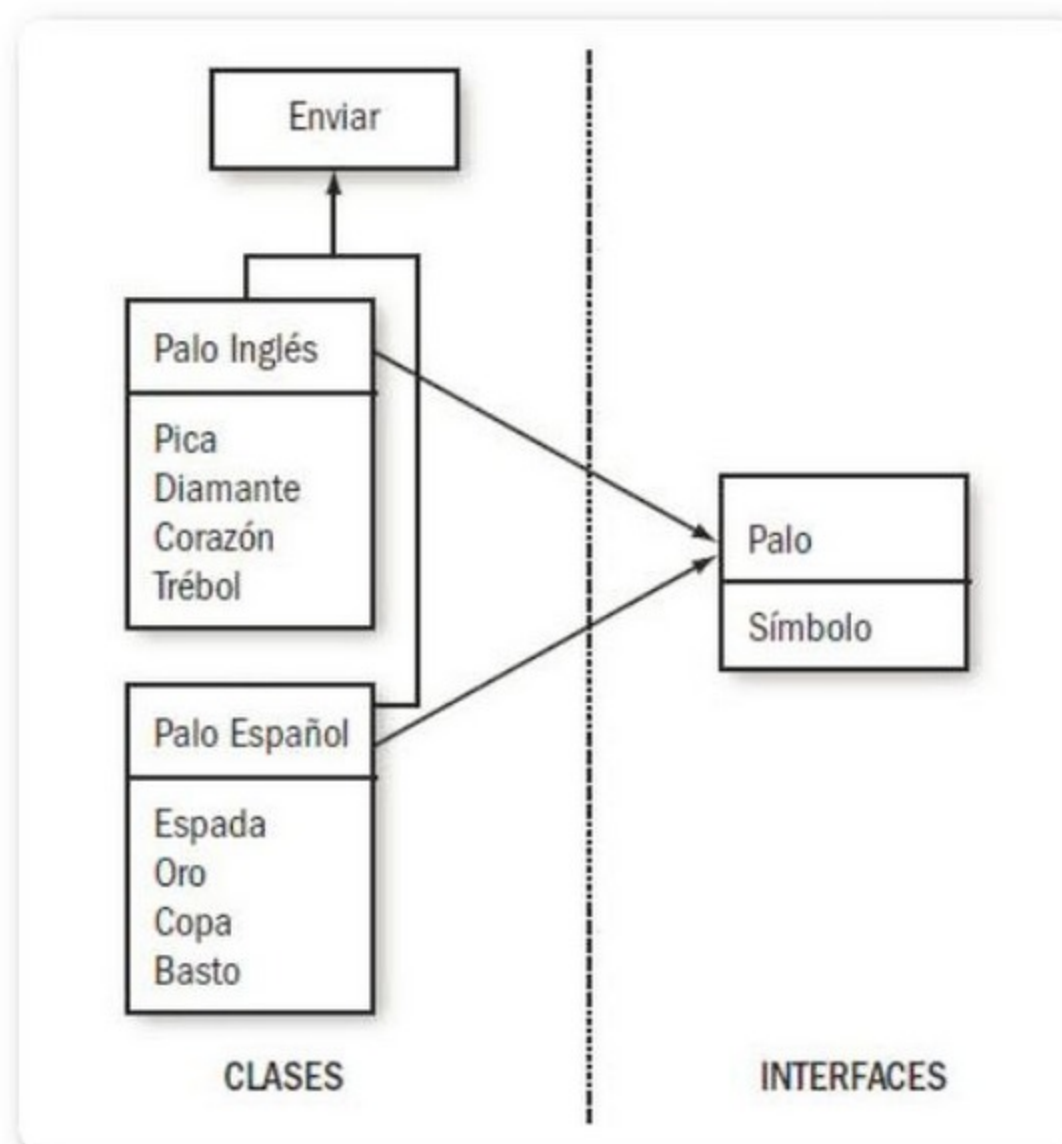 Enviar
Palo Inglés
Pica
Diamante
Corazón
Trébol
Palo Español
Espada
Oro
Copa
Basto
Palo
Símbolo
CLASES
INTERFACES